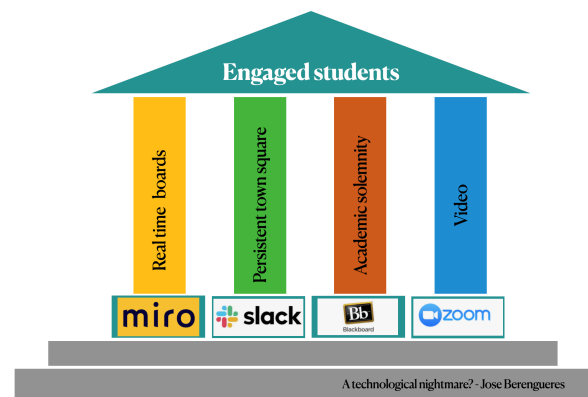 Engaged students
Real time boards
Persistent town square
Academic solemnity
Video
miro
slack
Bb
Blackboard
zoom
A technological nightmare? - Jose Berengueres